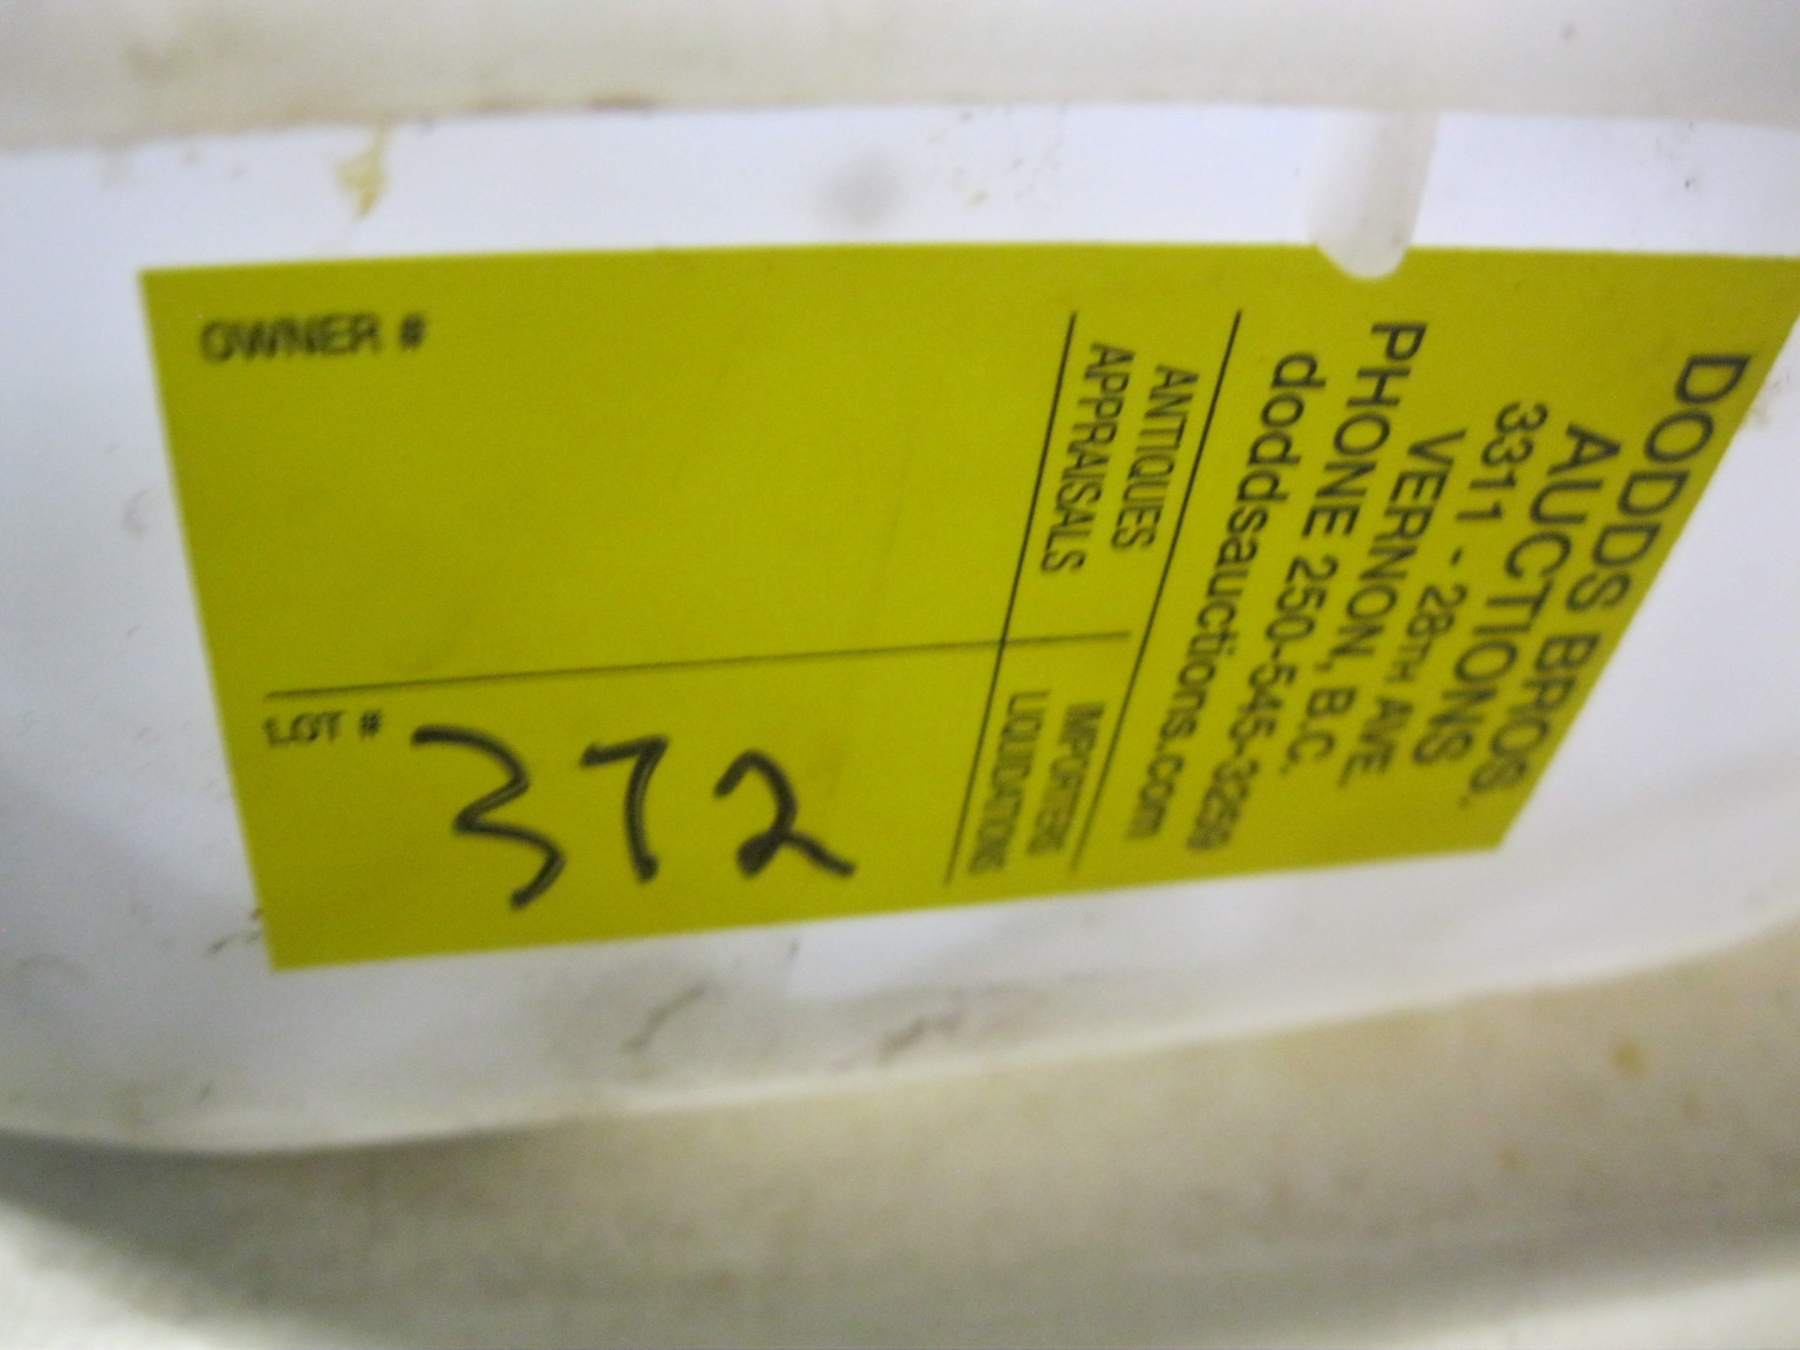 DODDS BROS.
AUCTIONS
3311 - 28TH AVE.
VERNON, B.C.
PHONE 250-545-3259
doddsauctions.com
ANTIQUES
APPRAISALS
IMPORTERS
LIQUIDATIONS
OWNER #
LOT #
372